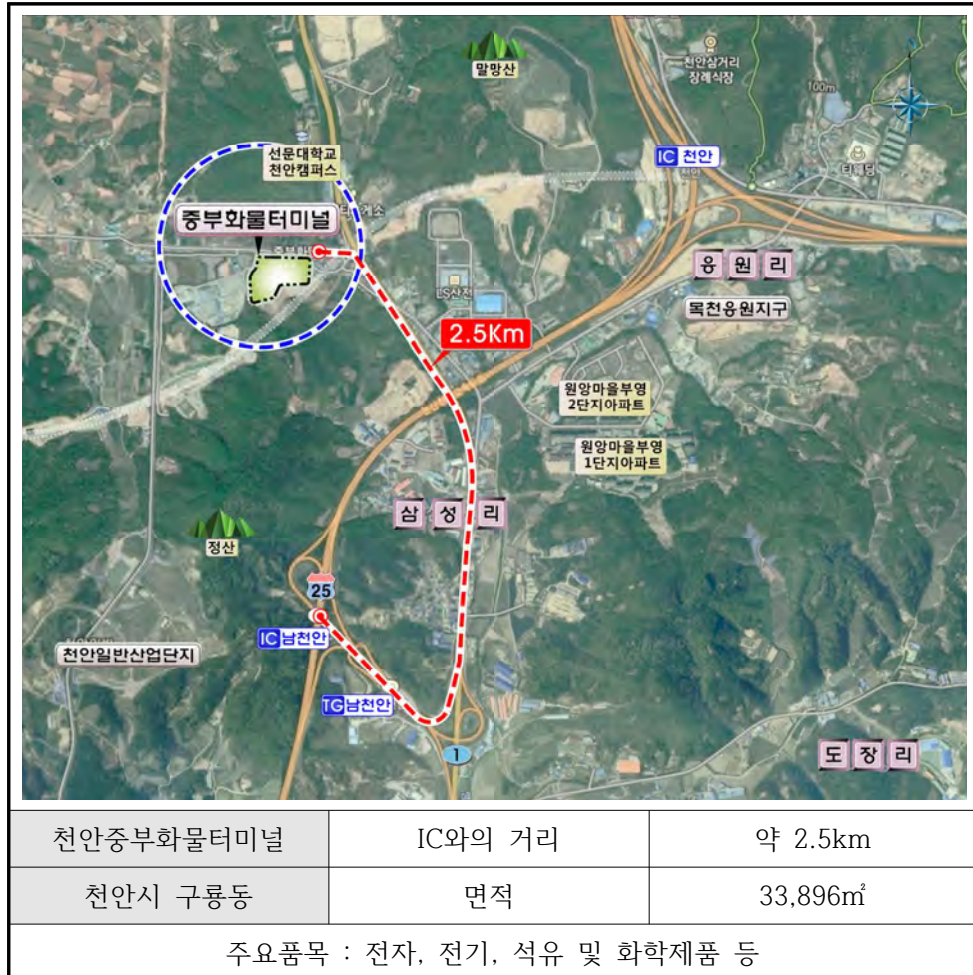 말망산
천안삼거리
장례식장
100m
선문대학교
천안캠퍼스
IC 천안
천안
티웨딩
중부화물터미널
LS산전
응 원 리
목천응원지구
2.5Km
원앙마을부영
2단지아파트
원앙마을부영
1단지아파트
삼 성 리
정산
25
IC 남천안
천안일반산업단지
TG 남천안
1
도 장 리
천안중부화물터미널 IC와의 거리 약 2.5km
천안시 구룡동 면적 33,896㎡
주요품목 : 전자, 전기, 석유 및 화학제품 등